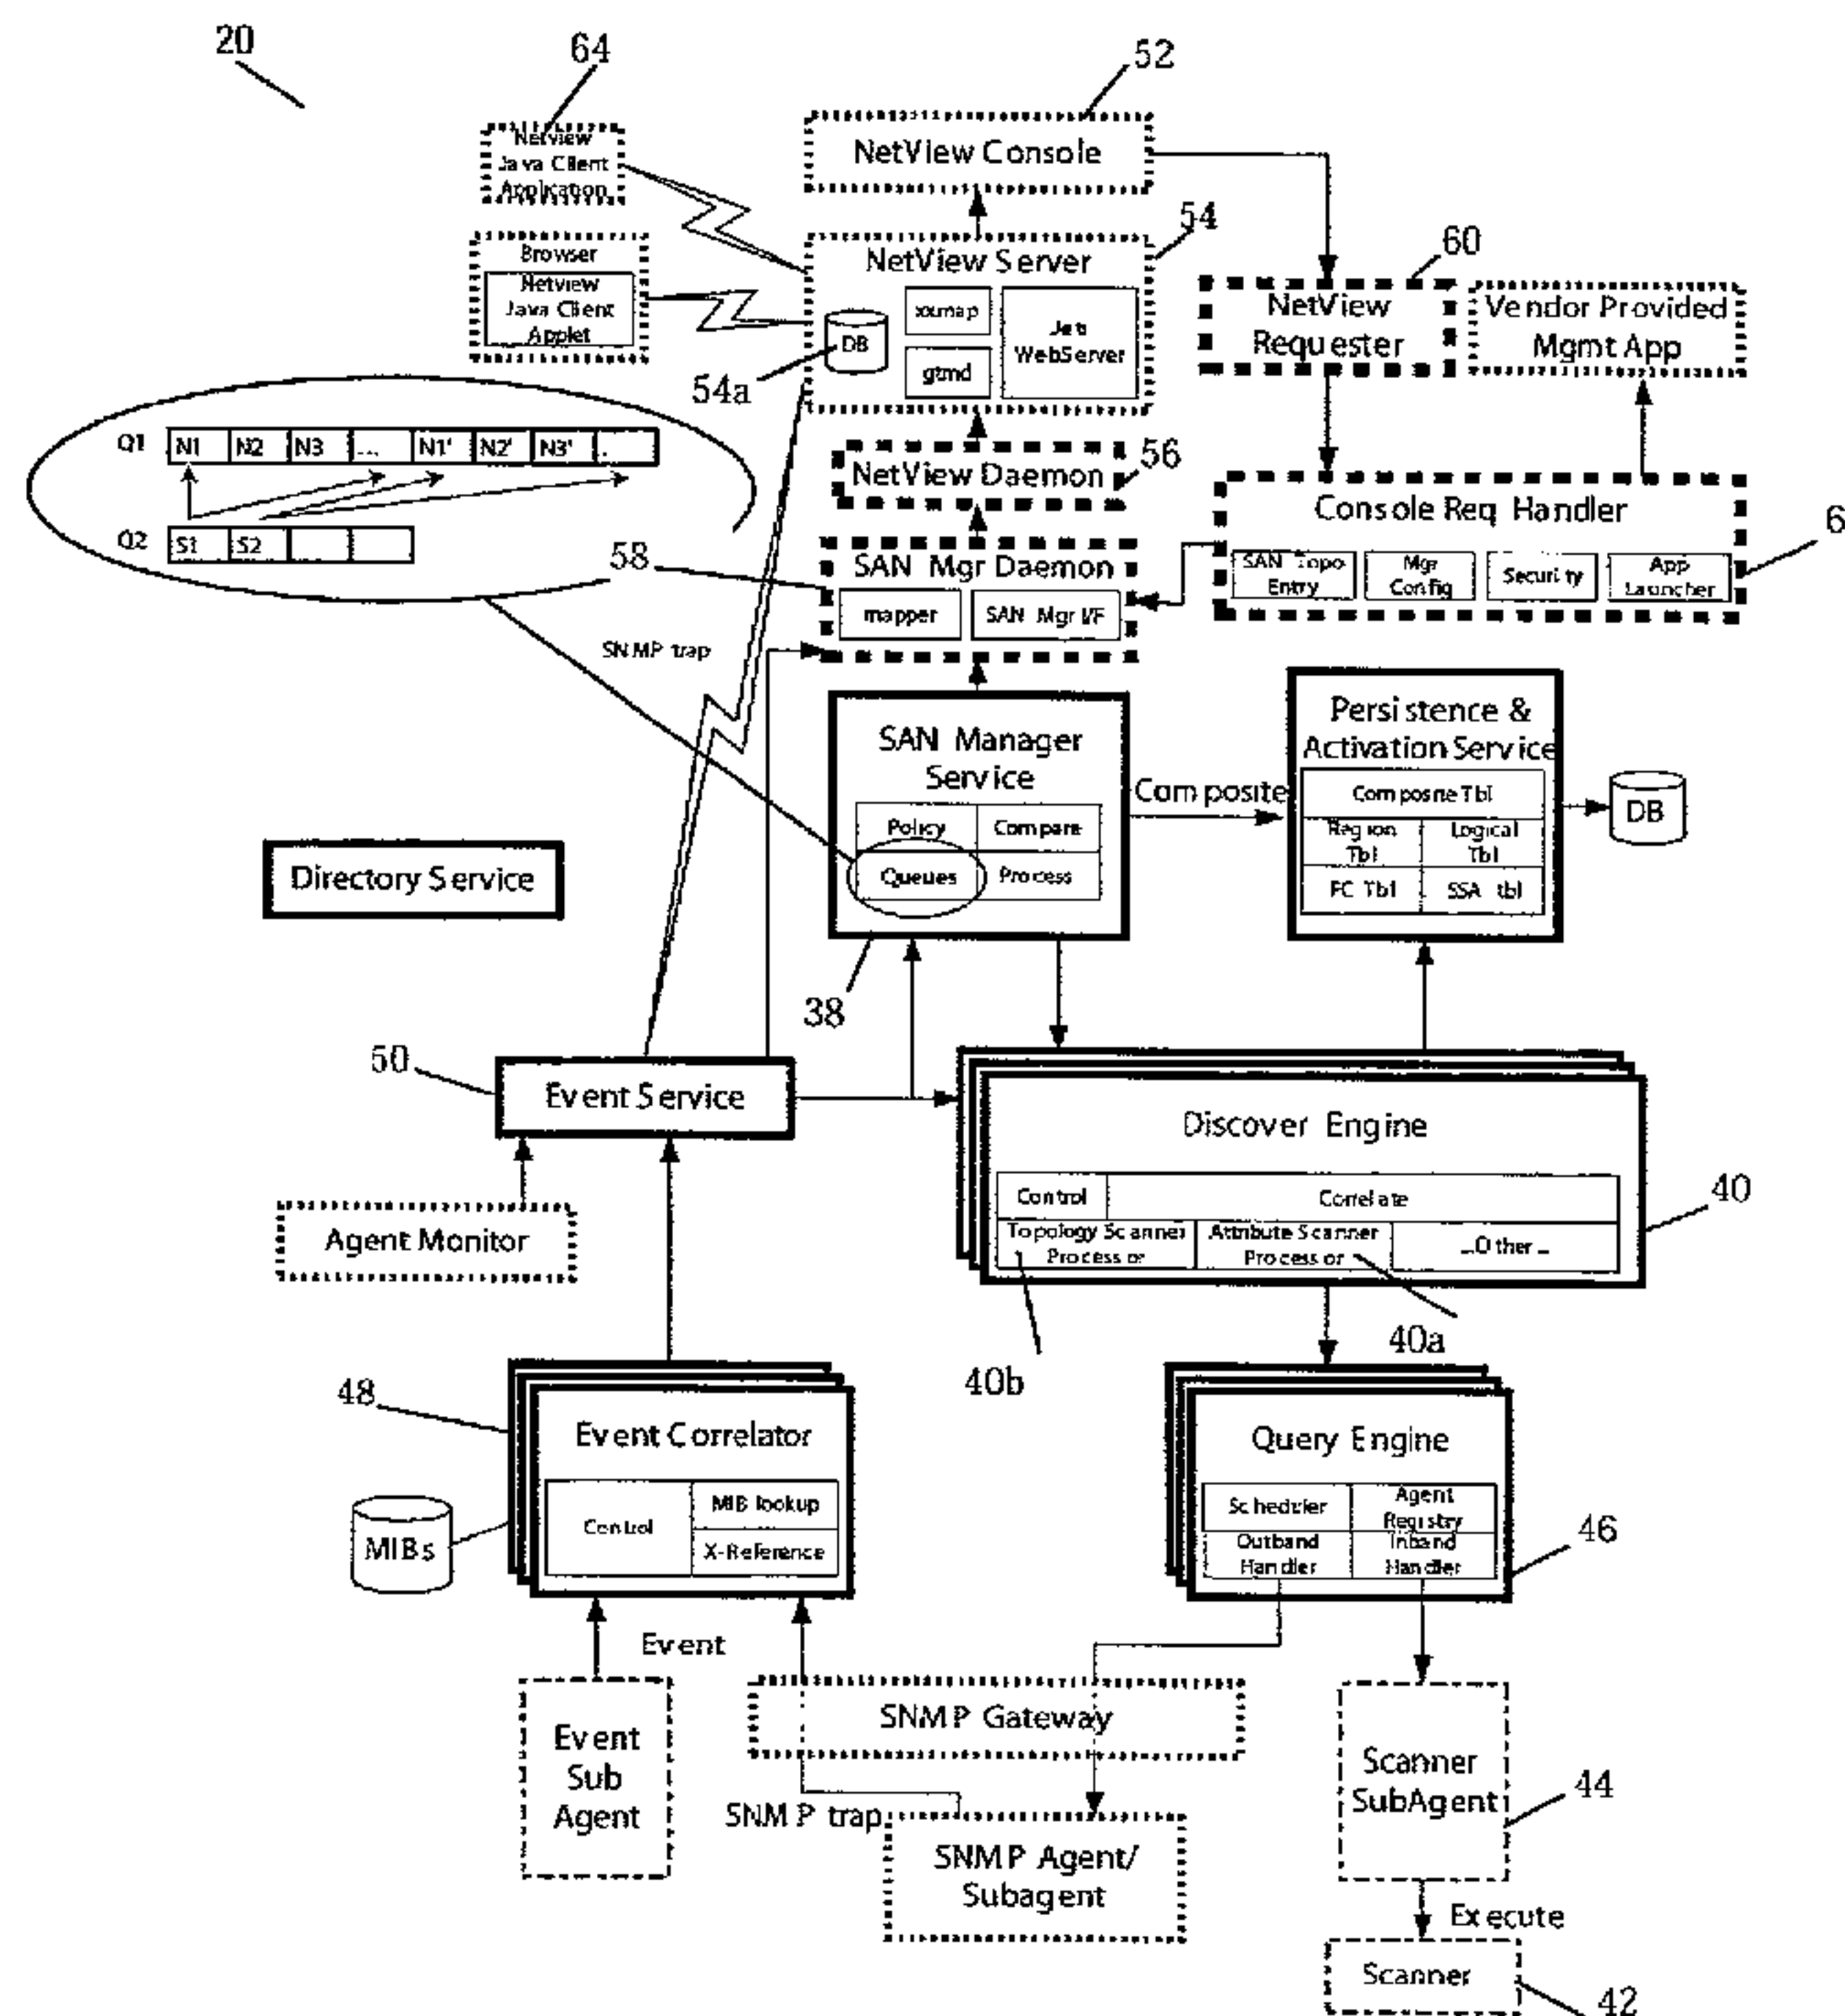 20
64
52
Netview
Java Client
Application
NetView Console
54
Browser
Netview
Java Client
Applet
NetView Server
DB
gtmd
WebServer
54a
60
NetView
Requester
Vendor Provided
Mgmt App
Q1 N1 N2 N3 ... N1' N2' N3' .
Q2 S1 S2
NetView Daemon
56
Console Req Handler
SAN Topo
Entry
Mgr
Config
Security
App
Launcher
6
58
SAN Mgr Daemon
mapper
SAN Mgr I/F
SNMP trap
SAN Manager
Service
Policy
Compare
Queues
Process
38
Composite
Persistence &
Activation Service
Composite Tbl
Region
Tbl
Logical
Tbl
FC Tbl
SSA tbl
DB
Directory Service
50
Event Service
Discover Engine
Control
Correlate
Topology Scanner
Processor
Attribute Scanner
Processor
...Other...
40
40a
40b
Agent Monitor
48
Event Correlator
Control
MIB lookup
X-Reference
MIBs
Query Engine
Scheduler
Agent
Registry
Outband
Handler
Inband
Handler
46
Event
Event
Sub
Agent
SNMP Gateway
SNMP trap
SNMP Agent/
Subagent
Scanner
SubAgent
44
Execute
Scanner
42